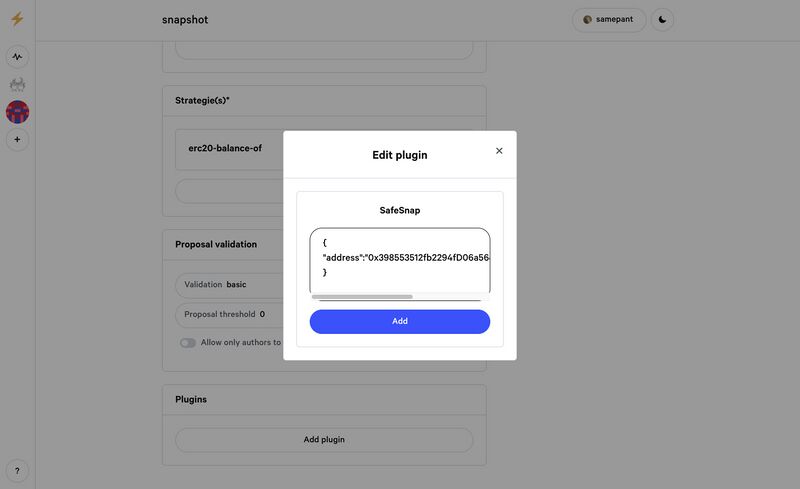 snapshot
samepant
Strategie(s)*
erc20-balance-of
Edit plugin
SafeSnap
{
"address":"0x398553512fb2294fD06a56
}
Add
Proposal validation
Validation basic
Proposal threshold 0
Allow only authors to
Plugins
Add plugin
?